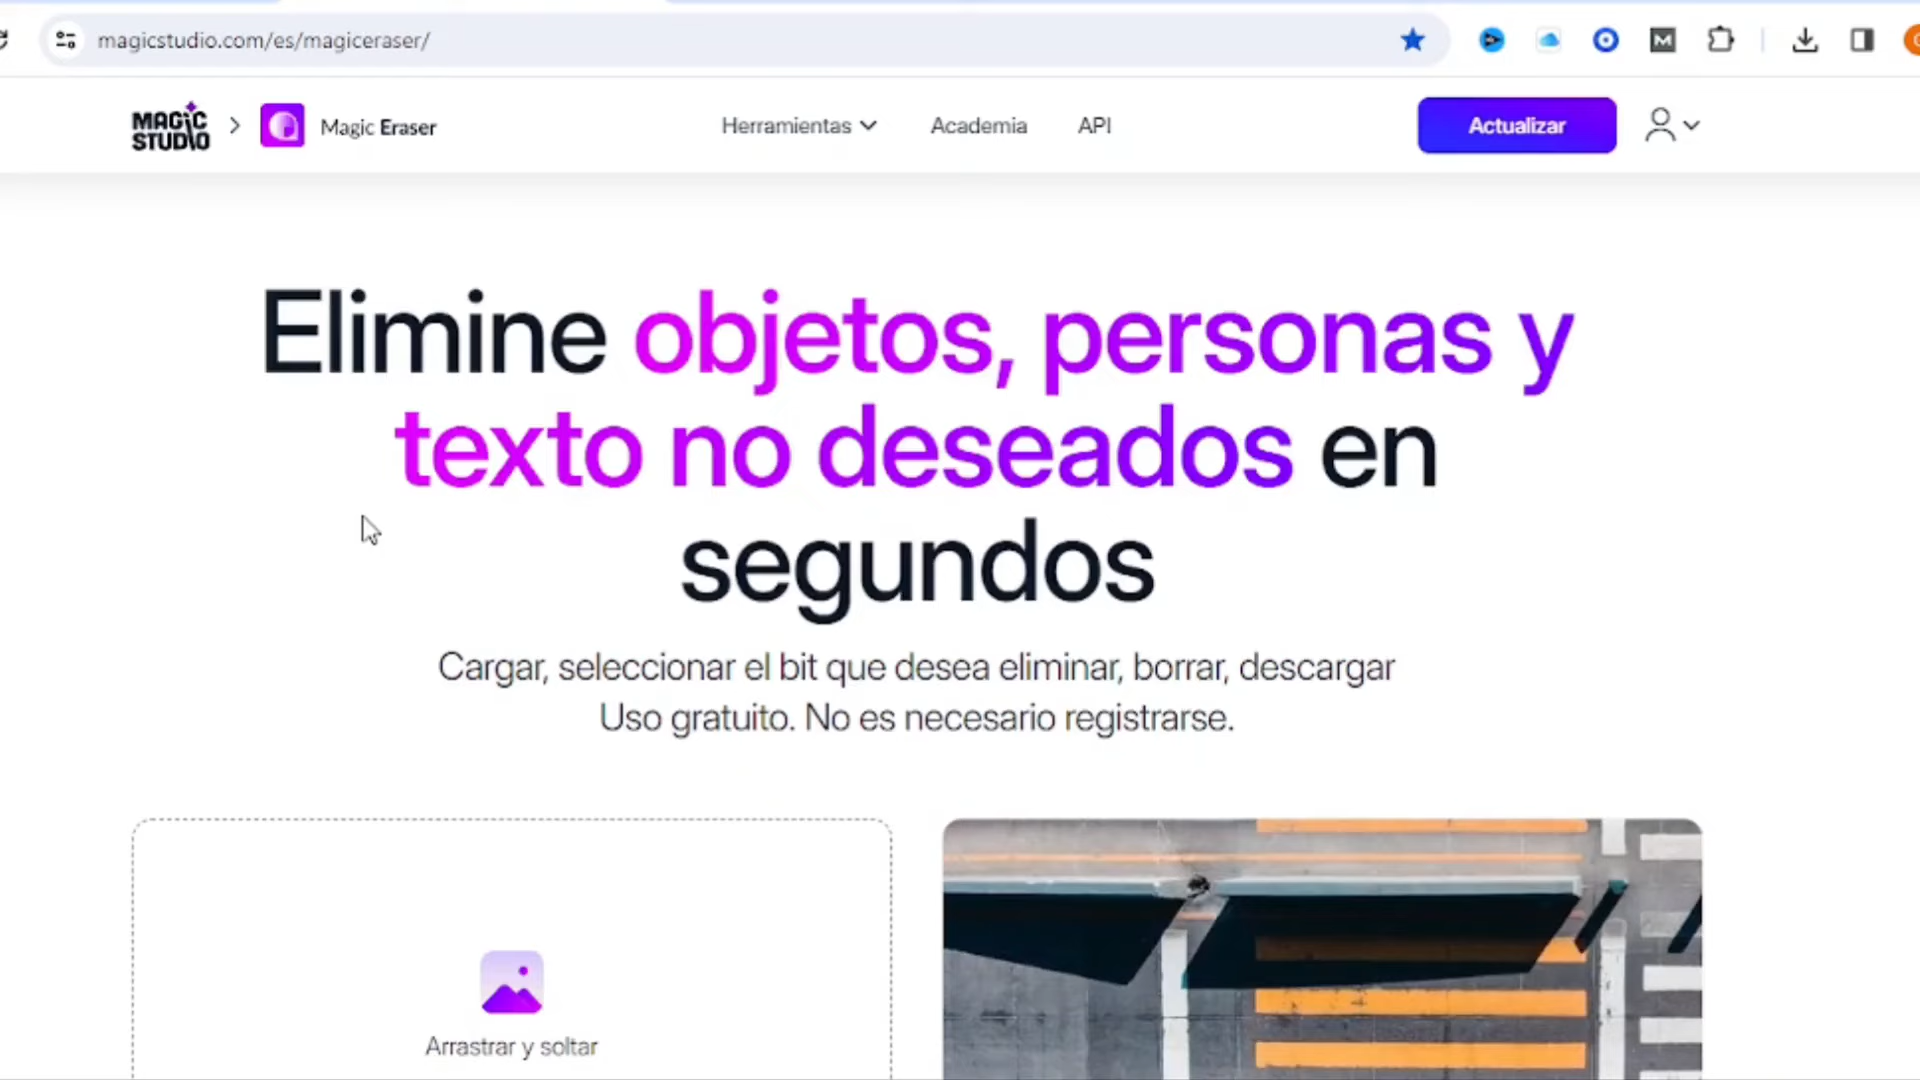 magicstudio.com/es/magiceraser/
MAGIC STUDIO
Magic Eraser
Herramientas
Academia
API
Actualizar
Elimine objetos, personas y
texto no deseados en
segundos
Cargar, seleccionar el bit que desea eliminar, borrar, descargar
Uso gratuito. No es necesario registrarse.
Arrastrar y soltar